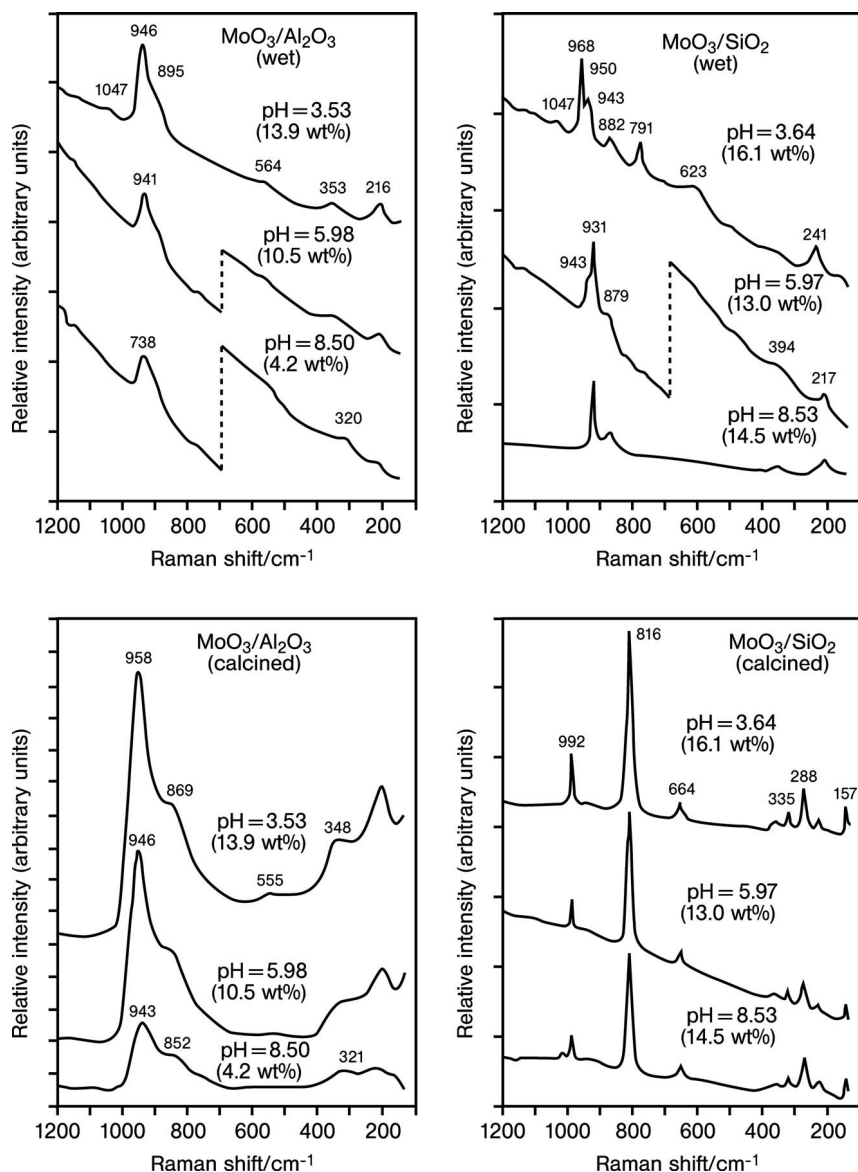 MoO3/Al2O3
(wet)
946
895
1047
pH = 3.53
(13.9 wt%)
564
353
216
941
pH = 5.98
(10.5 wt%)
pH = 8.50
(4.2 wt%)
738
320
Relative intensity (arbitrary units)
1200 1000 800 600 400 200
Raman shift/cm-1
MoO3/SiO2
(wet)
968
950
943
1047
882
791
pH = 3.64
(16.1 wt%)
623
241
931
943
879
pH = 5.97
(13.0 wt%)
394
217
pH = 8.53
(14.5 wt%)
Relative intensity (arbitrary units)
1200 1000 800 600 400 200
Raman shift/cm-1
MoO3/Al2O3
(calcined)
958
869
pH = 3.53
(13.9 wt%)
348
555
946
pH = 5.98
(10.5 wt%)
943
852
pH = 8.50
(4.2 wt%)
321
Relative intensity (arbitrary units)
1200 1000 800 600 400 200
Raman shift/cm-1
MoO3/SiO2
(calcined)
816
992
pH = 3.64
(16.1 wt%)
664
335
288
157
pH = 5.97
(13.0 wt%)
pH = 8.53
(14.5 wt%)
Relative intensity (arbitrary units)
1200 1000 800 600 400 200
Raman shift/cm-1